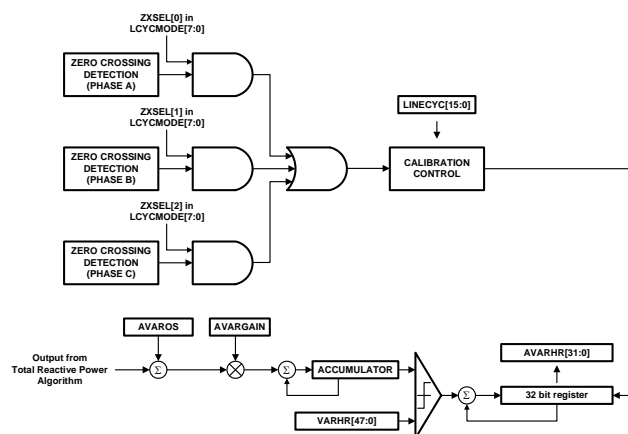 ZXSEL[0] in
LCYCMODE[7:0]
ZERO CROSSING
DETECTION
(PHASE A)
ZXSEL[1] in
LCYCMODE[7:0]
ZERO CROSSING
DETECTION
(PHASE B)
ZXSEL[2] in
LCYCMODE[7:0]
ZERO CROSSING
DETECTION
(PHASE C)
LINECYC[15:0]
CALIBRATION
CONTROL
AVAROS
AVARGAIN
Output from
Total Reactive Power
Algorithm
Σ
Σ
ACCUMULATOR
VARHR[47:0]
Σ
AVARHR[31:0]
32 bit register